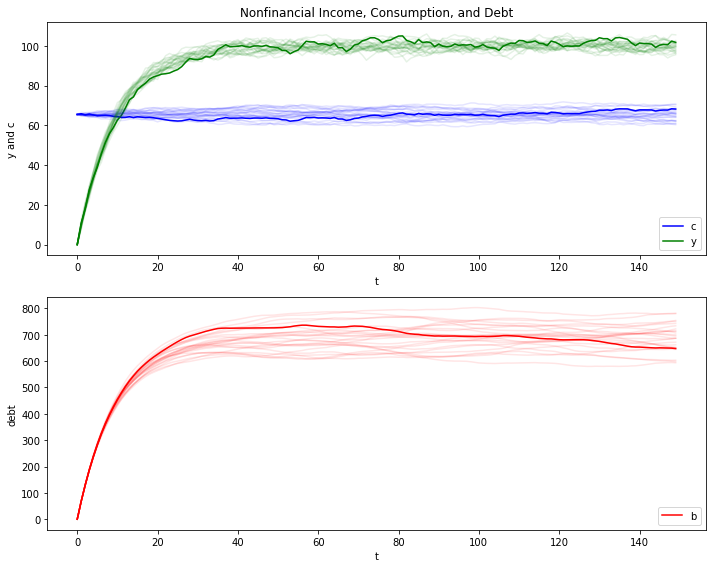 Nonfinancial Income, Consumption, and Debt
y and c
100
80
60
40
20
0
c
y
0 20 40 60 80 100 120 140
t
debt
800
700
600
500
400
300
200
100
0
b
0 20 40 60 80 100 120 140
t